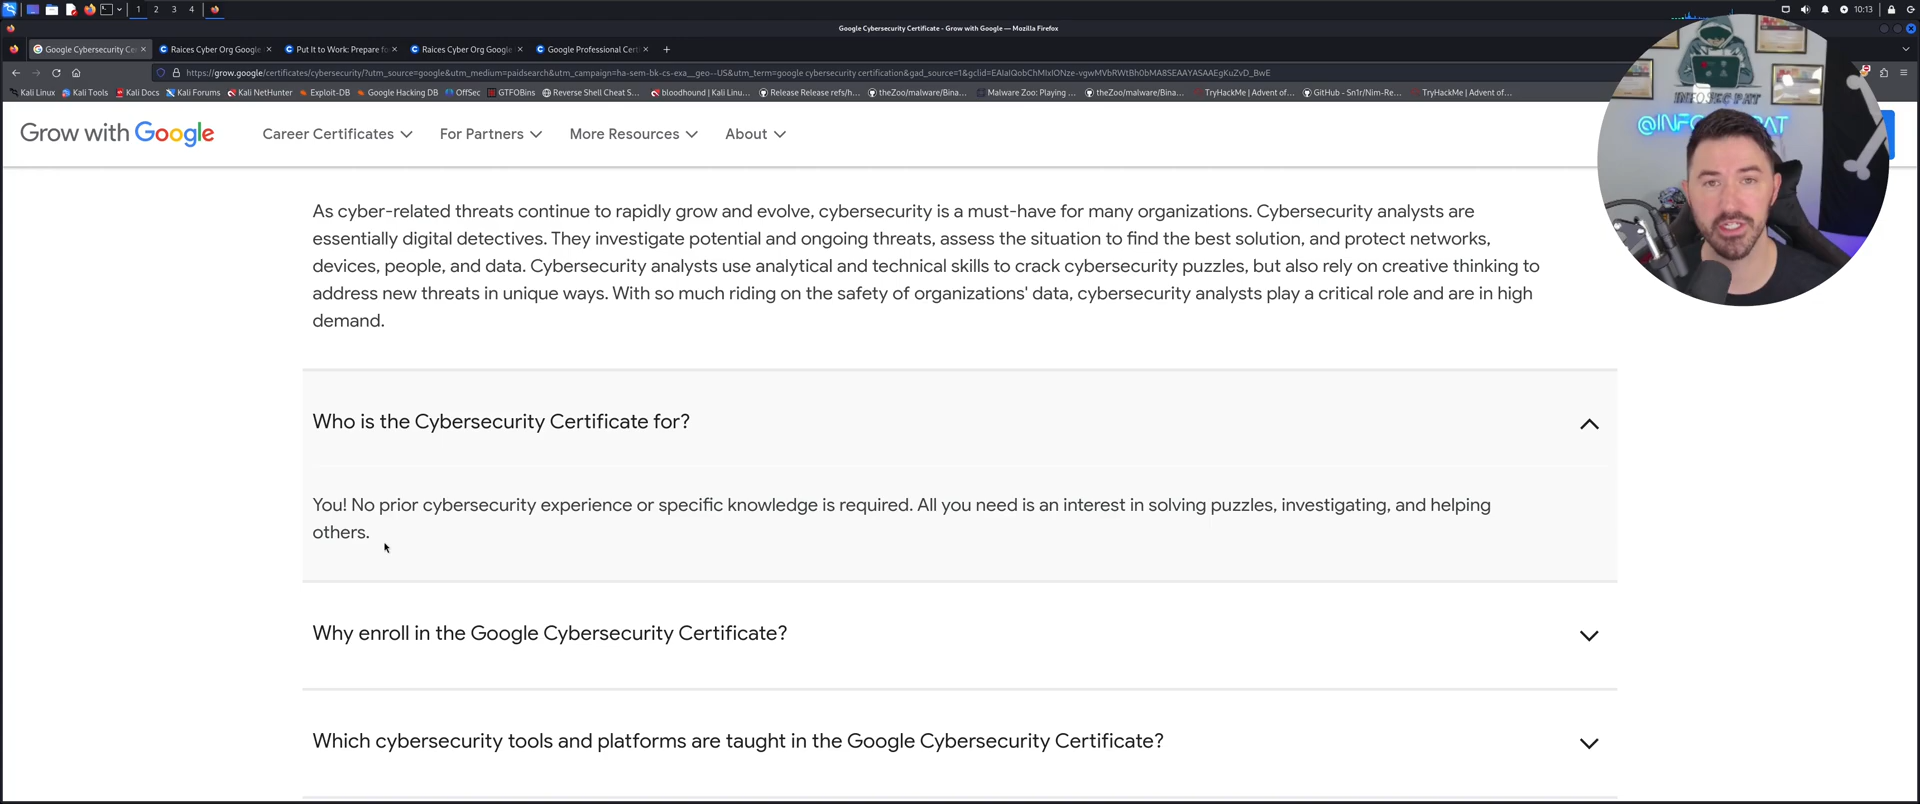 10:13
1
2
3
4
Google Cybersecurity Certificate - Grow with Google — Mozilla Firefox
Google Cybersecurity Cer
Raices Cyber Org Google
Put It to Work: Prepare fo
Raices Cyber Org Google
Google Professional Certi
https://grow.google/certificates/cybersecurity/?utm_source=google&utm_medium=paidsearch&utm_campaign=ha-sem-bk-cs-exa__geo--US&utm_term=google cybersecurity certification&gad_source=1&gclid=
Kali Linux
Kali Tools
Kali Docs
Kali Forums
Kali NetHunter
Exploit-DB
Google Hacking DB
OffSec
GTFOBins
Reverse Shell Cheat S...
bloodhound | Kali Linu...
Release Release refs/h...
theZoo/malware/Bina...
Malware Zoo: Playing ...
theZoo/malware/Bina...
TryHackMe | Advent of...
GitHub - Sn1r/Nim-Re...
TryHackMe | Advent of...
INFOSEC PAT
Grow with Google
Career Certificates
For Partners
More Resources
About
As cyber-related threats continue to rapidly grow and evolve, cybersecurity is a must-have for many organizations. Cybersecurity analysts are
essentially digital detectives. They investigate potential and ongoing threats, assess the situation to find the best solution, and protect networks,
devices, people, and data. Cybersecurity analysts use analytical and technical skills to crack cybersecurity puzzles, but also rely on creative thinking to
address new threats in unique ways. With so much riding on the safety of organizations' data, cybersecurity analysts play a critical role and are in high
demand.
Who is the Cybersecurity Certificate for?
You! No prior cybersecurity experience or specific knowledge is required. All you need is an interest in solving puzzles, investigating, and helping
others.
Why enroll in the Google Cybersecurity Certificate?
Which cybersecurity tools and platforms are taught in the Google Cybersecurity Certificate?